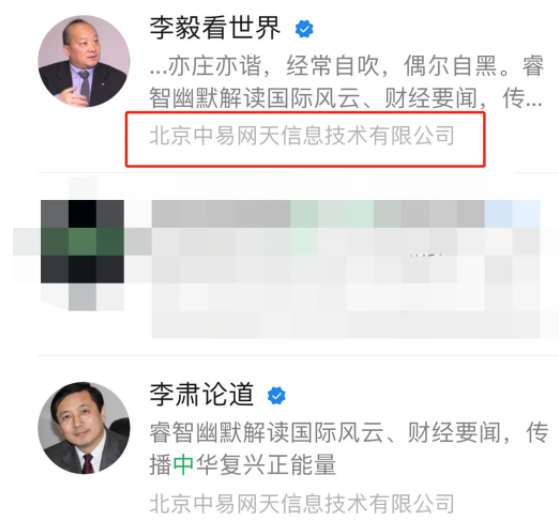 李毅看世界
...亦庄亦谐，经常自吹，偶尔自黑。睿
智幽默解读国际风云、财经要闻，传...
北京中易网天信息技术有限公司
李肃论道
睿智幽默解读国际风云、财经要闻，传
播中华复兴正能量
北京中易网天信息技术有限公司